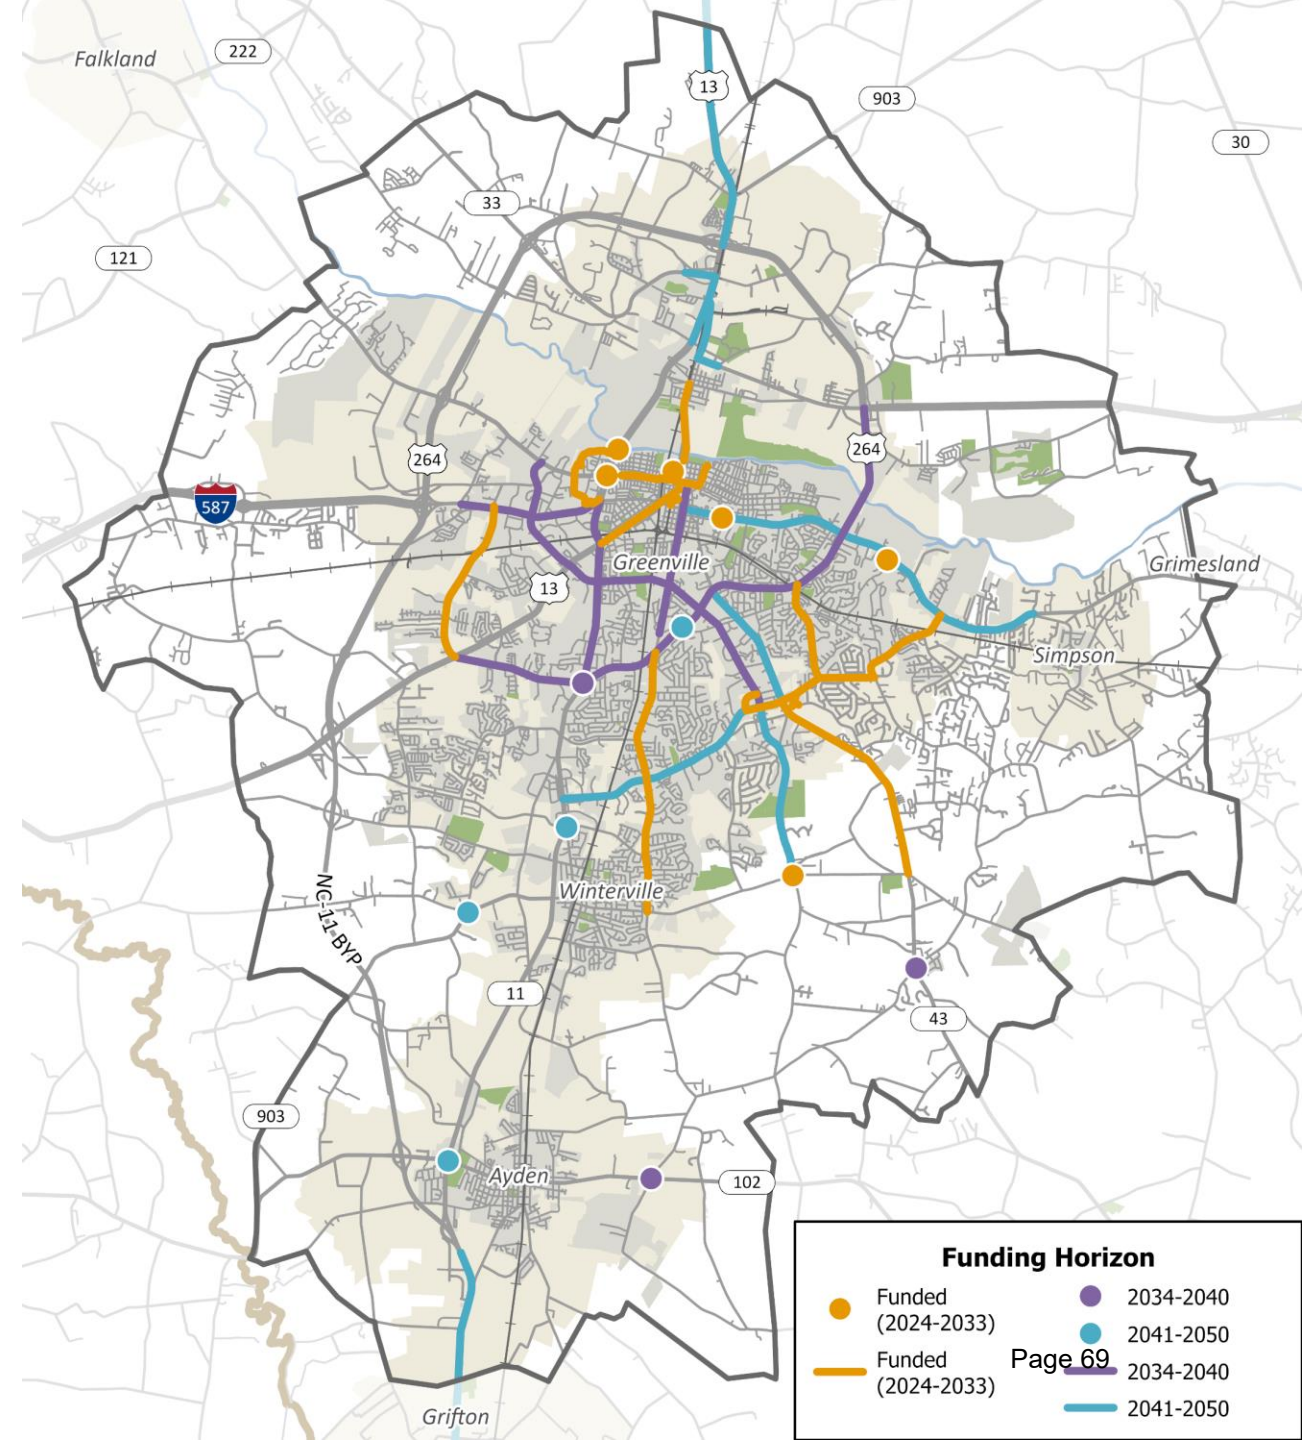 Falkland
222
13
903
30
33
121
264
264
587
Greenville
Grimesland
13
Simpson
Winterville
NC-11 BYP
11
43
903
Ayden
102
Grifton
Funding Horizon
Funded
(2024-2033)
Funded
(2024-2033)
2034-2040
2041-2050
Page 69
2034-2040
2041-2050